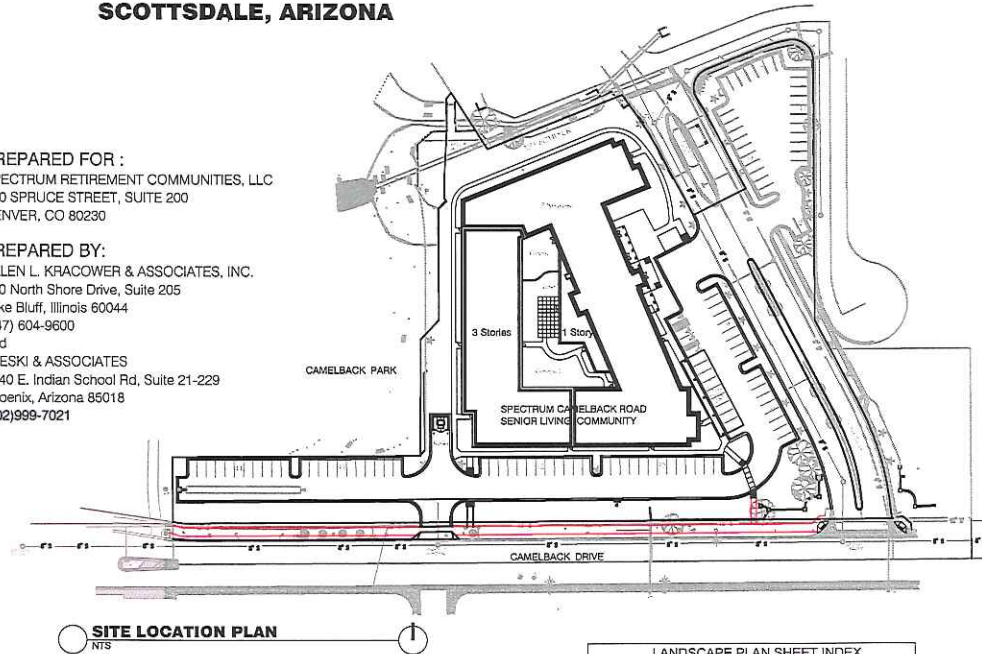 SCOTTSDALE, ARIZONA
REPARED FOR :
PECTRUM RETIREMENT COMMUNITIES, LLC
0 SPRUCE STREET, SUITE 200
ENVER, CO 80230
REPARED BY:
LEN L. KRACOWER & ASSOCIATES, INC.
0 North Shore Drive, Suite 205
ke Bluff, Illinois 60044
47) 604-9600
d
ESKI & ASSOCIATES
40 E. Indian School Rd, Suite 21-229
oenix, Arizona 85018
02)999-7021
3 Stories
1 Story
CAMELBACK PARK
SPECTRUM CAMELBACK ROAD
SENIOR LIVING COMMUNITY
CAMELBACK DRIVE
SITE LOCATION PLAN
NTS
LANDSCAPE PLAN SHEET INDEX